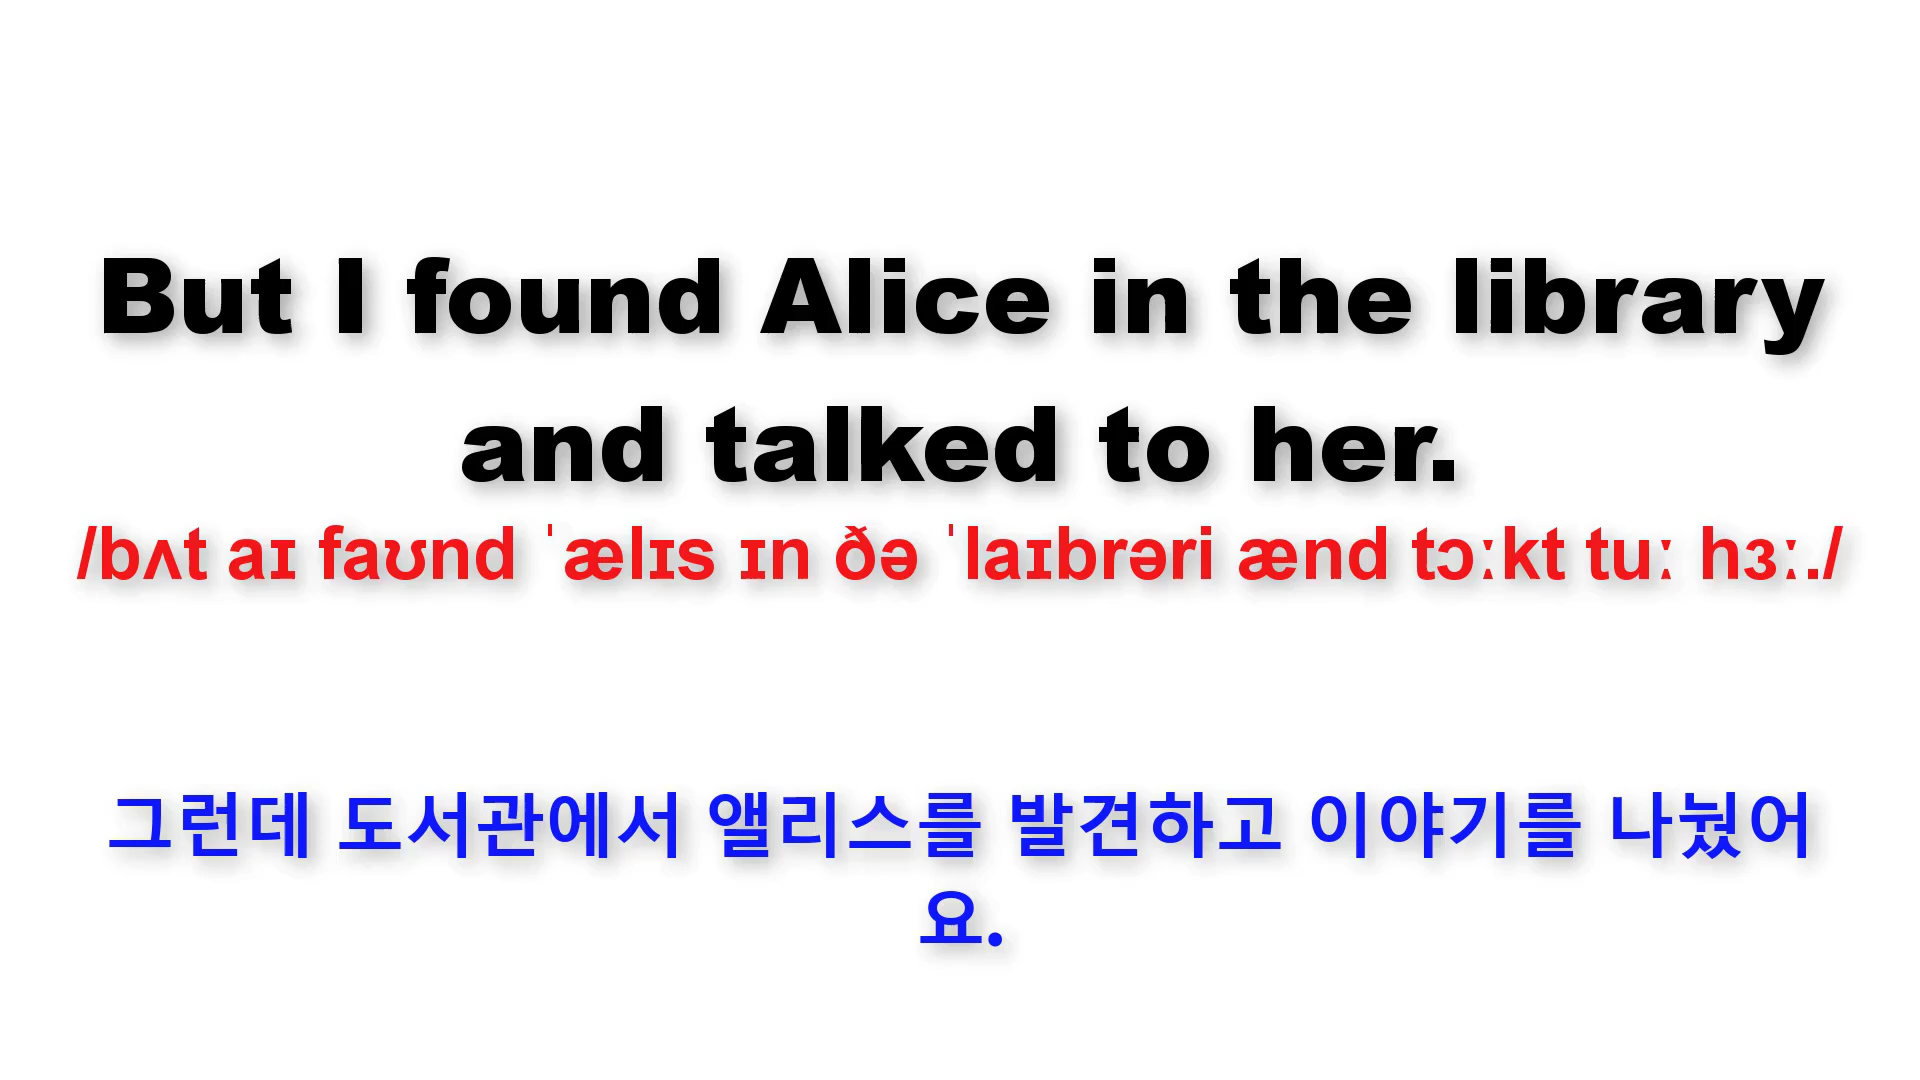 But I found Alice in the library
and talked to her.
/bʌt aɪ faʊnd ˈælɪs ɪn ðə ˈlaɪbrəri ænd tɔːkt tuː hɜː./
그런데 도서관에서 앨리스를 발견하고 이야기를 나눴어
요.